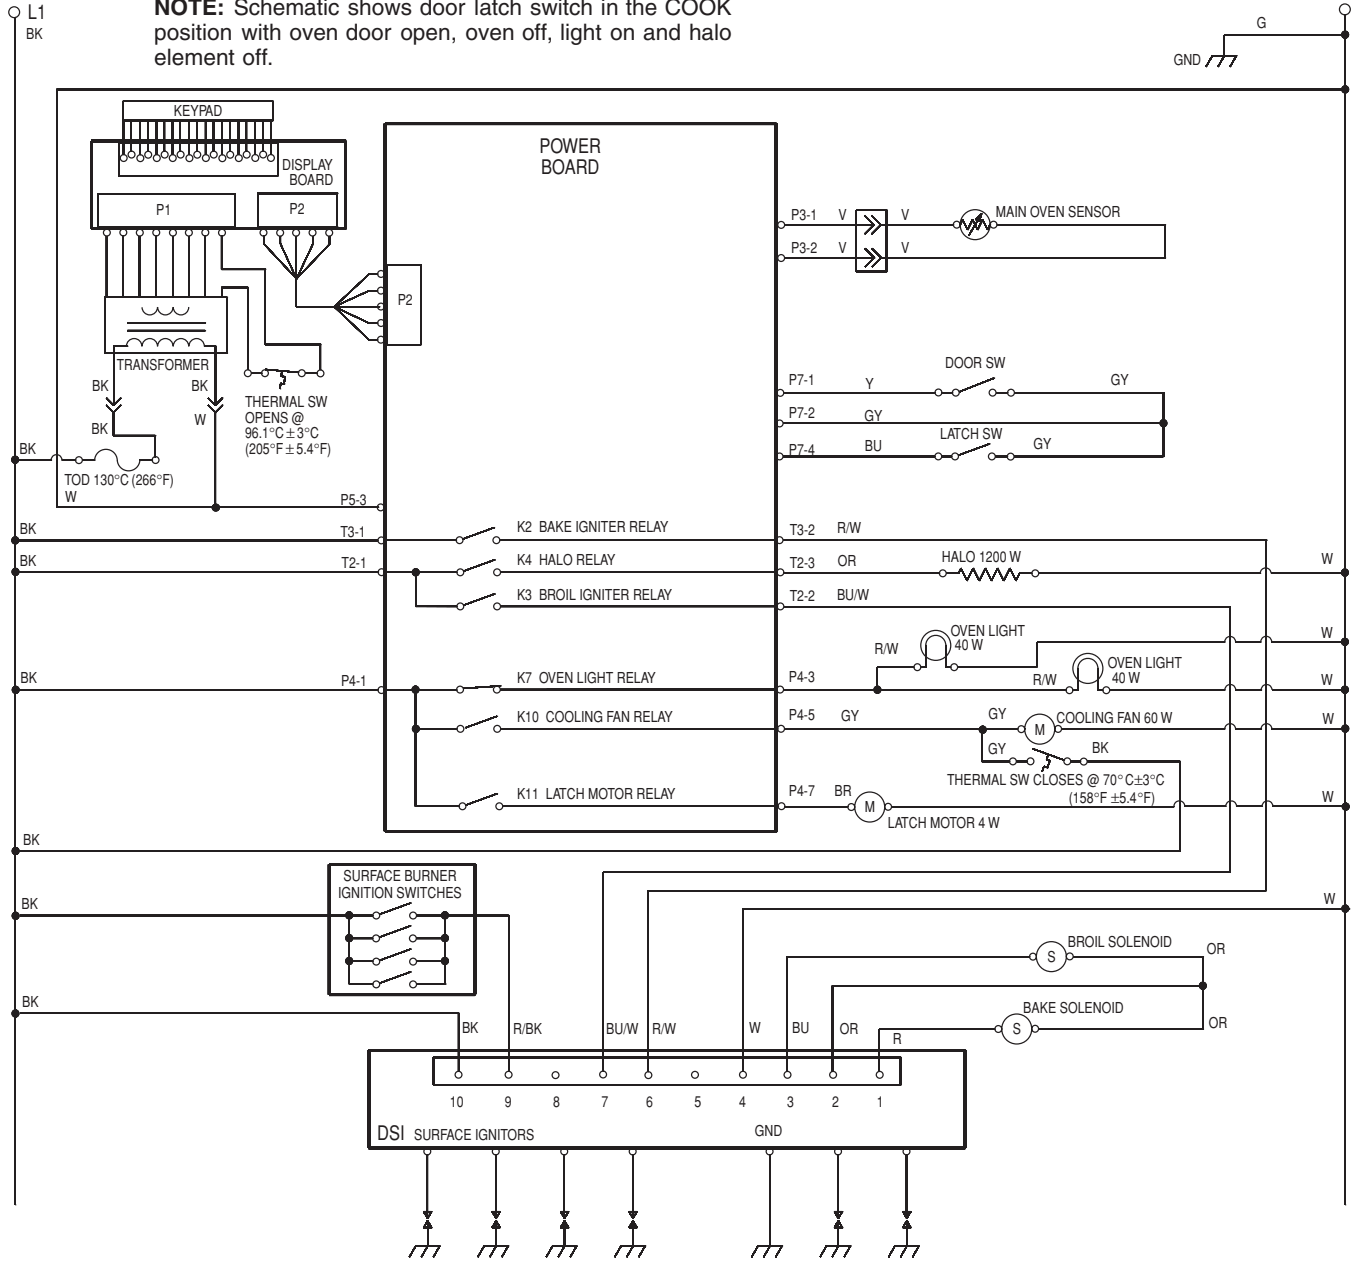 L1
BK
NOTE: Schematic shows door latch switch in the COOK
position with oven door open, oven off, light on and halo
element off.
G
GND
KEYPAD
DISPLAY
BOARD
P1
P2
POWER
BOARD
P2
P3-1 V V MAIN OVEN SENSOR
P3-2 V V
TRANSFORMER
BK
BK
BK
W
THERMAL SW
OPENS @
96.1°C ± 3°C
(205°F ± 5.4°F)
DOOR SW
P7-1 Y GY
P7-2 GY
LATCH SW
P7-4 BU GY
BK
TOD 130°C (266°F)
W
P5-3
BK T3-1 K2 BAKE IGNITER RELAY T3-2 R/W
BK T2-1 K4 HALO RELAY T2-3 OR HALO 1200 W W
K3 BROIL IGNITER RELAY T2-2 BU/W
OVEN LIGHT
40 W
R/W
W
OVEN LIGHT
40 W
BK P4-1 K7 OVEN LIGHT RELAY P4-3 R/W W
K10 COOLING FAN RELAY P4-5 GY GY M COOLING FAN 60 W W
GY BK
THERMAL SW CLOSES @ 70°C±3°C
(158°F ±5.4°F)
K11 LATCH MOTOR RELAY P4-7 BR M W
LATCH MOTOR 4 W
BK
SURFACE BURNER
IGNITION SWITCHES
BK
W
BROIL SOLENOID
S
OR
BK
BAKE SOLENOID
S
OR
BK R/BK BU/W R/W W BU OR R
10 9 8 7 6 5 4 3 2 1
DSI SURFACE IGNITORS GND